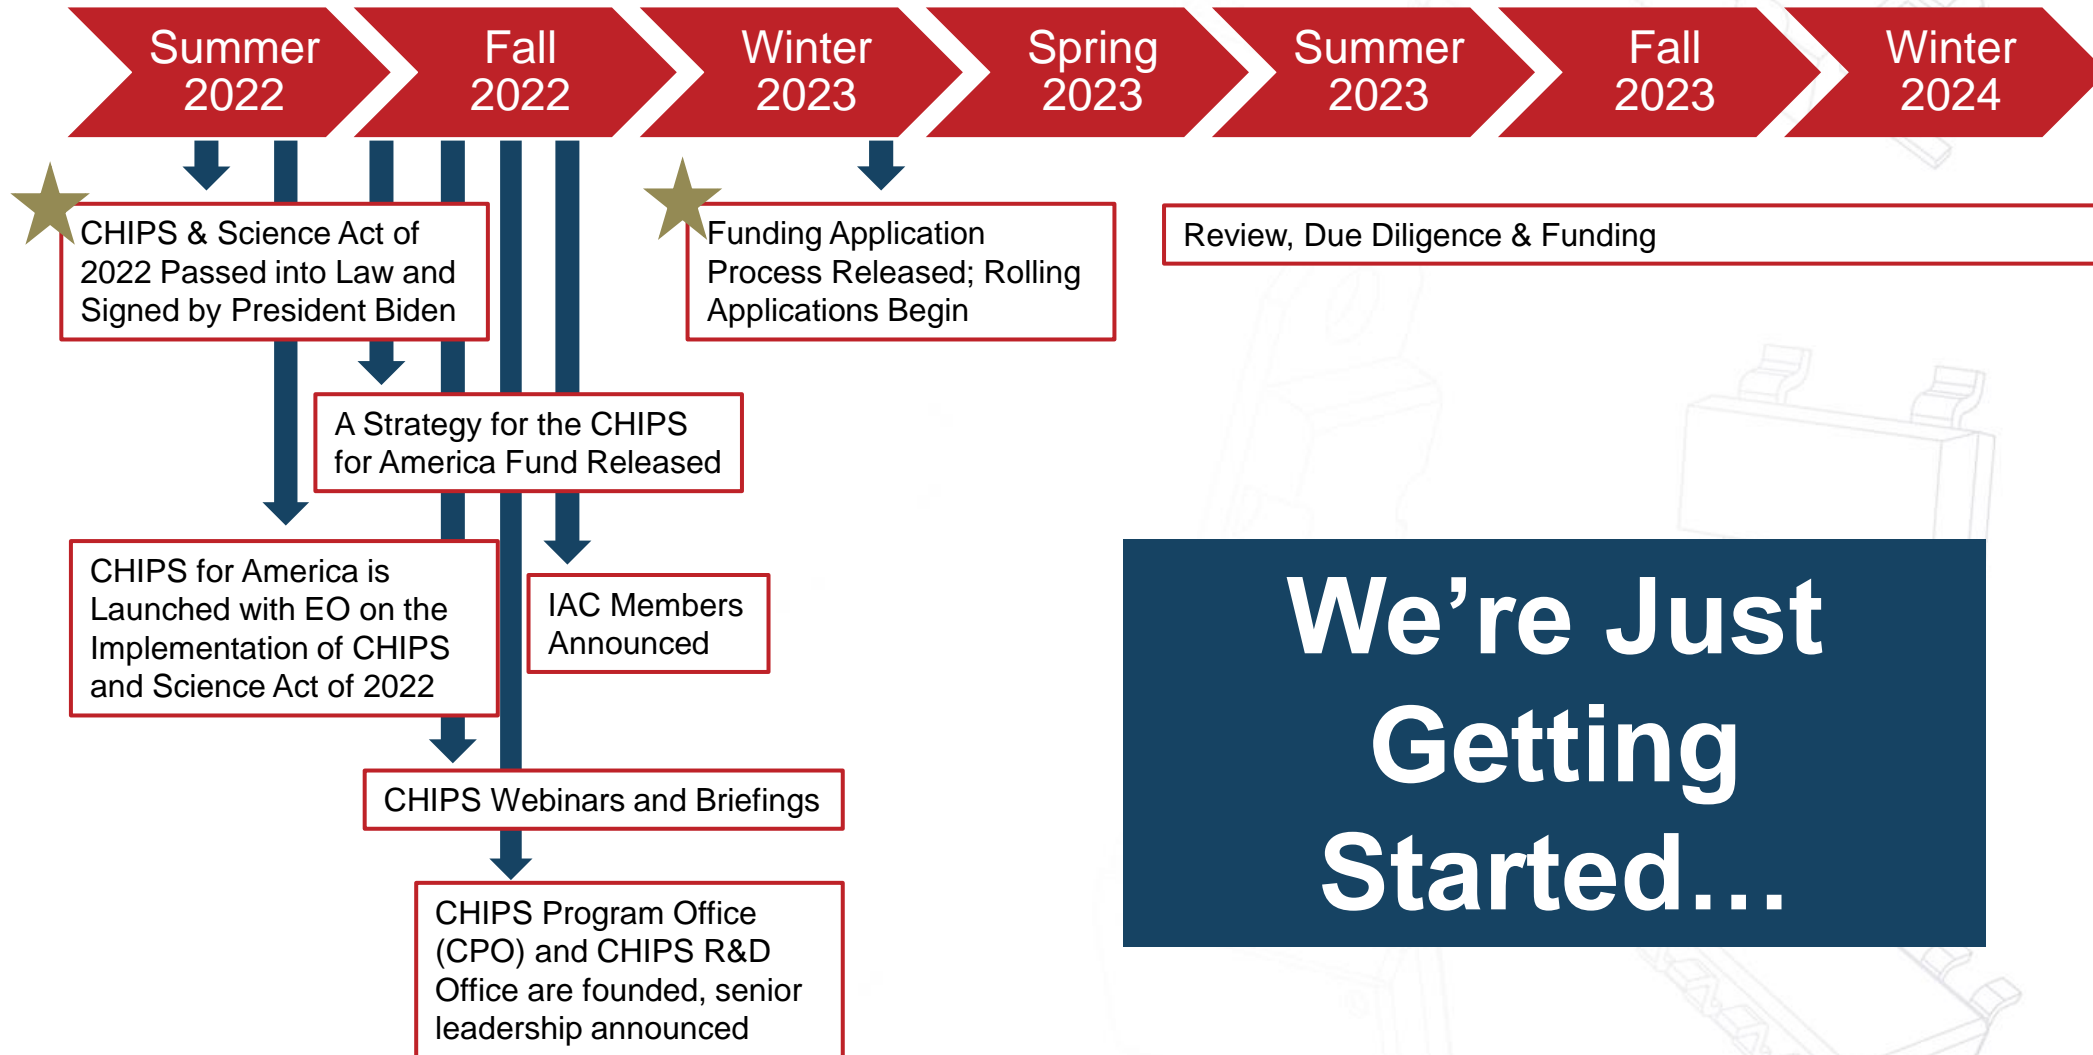 Summer
2022
Fall
2022
Winter
2023
Spring
2023
Summer
2023
Fall
2023
Winter
2024
CHIPS & Science Act of
2022 Passed into Law and
Signed by President Biden
Funding Application
Process Released; Rolling
Applications Begin
Review, Due Diligence & Funding
A Strategy for the CHIPS
for America Fund Released
CHIPS for America is
Launched with EO on the
Implementation of CHIPS
and Science Act of 2022
IAC Members
Announced
CHIPS Webinars and Briefings
CHIPS Program Office
(CPO) and CHIPS R&D
Office are founded, senior
leadership announced
We’re Just
Getting
Started…